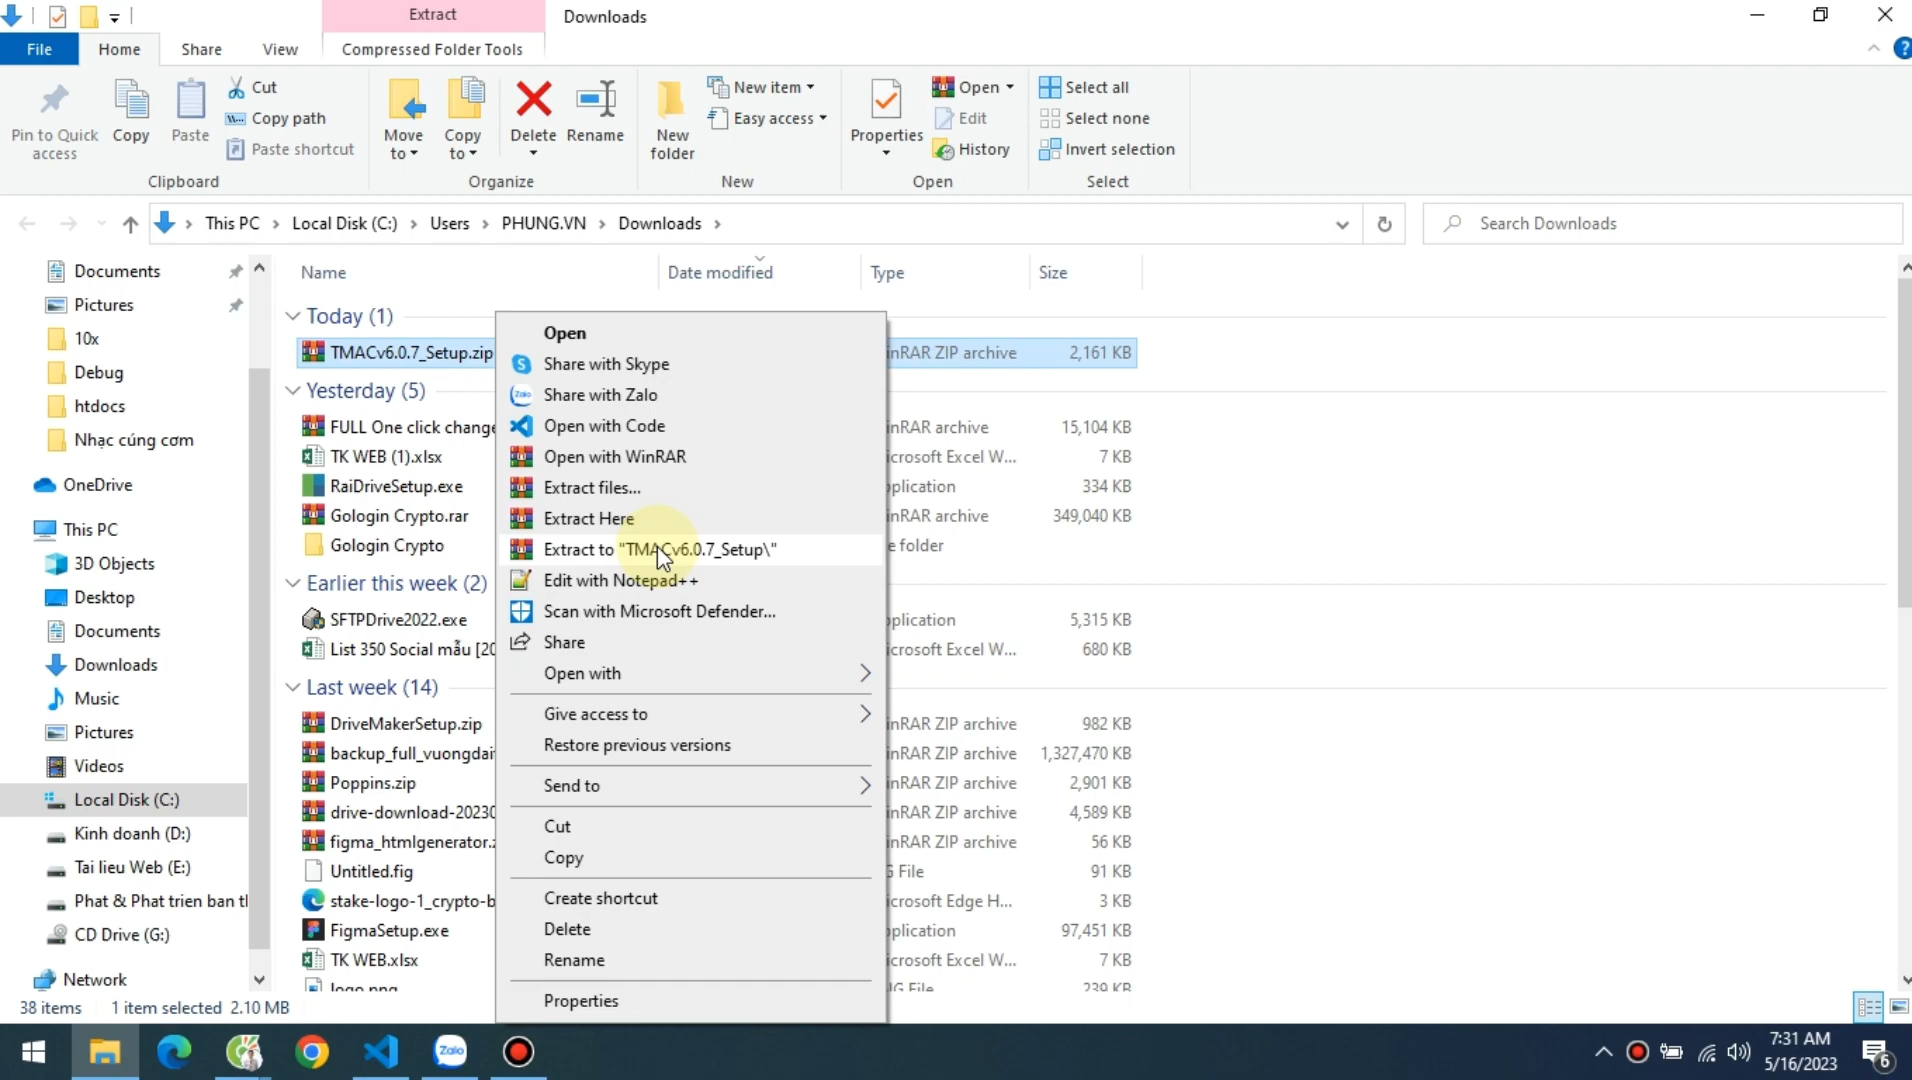 Extract
Downloads
File
Home
Share
View
Compressed Folder Tools
Pin to Quick access
Copy
Paste
Cut
Copy path
Paste shortcut
Move to
Copy to
Delete
Rename
New folder
New item
Easy access
Properties
Open
Edit
History
Select all
Select none
Invert selection
Clipboard
Organize
New
Open
Select
This PC
Local Disk (C:)
Users
PHUNG.VN
Downloads
Search Downloads
Name
Date modified
Type
Size
Documents
Pictures
10x
Debug
htdocs
Nhạc cúng cơm
OneDrive
This PC
3D Objects
Desktop
Documents
Downloads
Music
Pictures
Videos
Local Disk (C:)
Kinh doanh (D:)
Tai lieu Web (E:)
Phat & Phat trien ban
CD Drive (G:)
Network
Today (1)
TMACv6.0.7_Setup.zip
inRAR ZIP archive
2,161 KB
Yesterday (5)
FULL One click change
inRAR archive
15,104 KB
TK WEB (1).xlsx
icrosoft Excel W...
7 KB
RaiDriveSetup.exe
plication
334 KB
Gologin Crypto.rar
inRAR archive
349,040 KB
Gologin Crypto
e folder
Earlier this week (2)
SFTPDrive2022.exe
plication
5,315 KB
List 350 Social mẫu [20
icrosoft Excel W...
680 KB
Last week (14)
DriveMakerSetup.zip
inRAR ZIP archive
982 KB
backup_full_vuongdai
inRAR ZIP archive
1,327,470 KB
Poppins.zip
inRAR ZIP archive
2,901 KB
drive-download-20230
inRAR ZIP archive
4,589 KB
figma_htmlgenerator.z
inRAR ZIP archive
56 KB
Untitled.fig
G File
91 KB
stake-logo-1_crypto-b
icrosoft Edge H...
3 KB
FigmaSetup.exe
plication
97,451 KB
TK WEB.xlsx
icrosoft Excel W...
7 KB
logo.png
G File
239 KB
Open
Share with Skype
Share with Zalo
Open with Code
Open with WinRAR
Extract files...
Extract Here
Extract to "TMACv6.0.7_Setup\"
Edit with Notepad++
Scan with Microsoft Defender...
Share
Open with
Give access to
Restore previous versions
Send to
Cut
Copy
Create shortcut
Delete
Rename
Properties
38 items
1 item selected 2.10 MB
Zalo
7:31 AM
5/16/2023
6